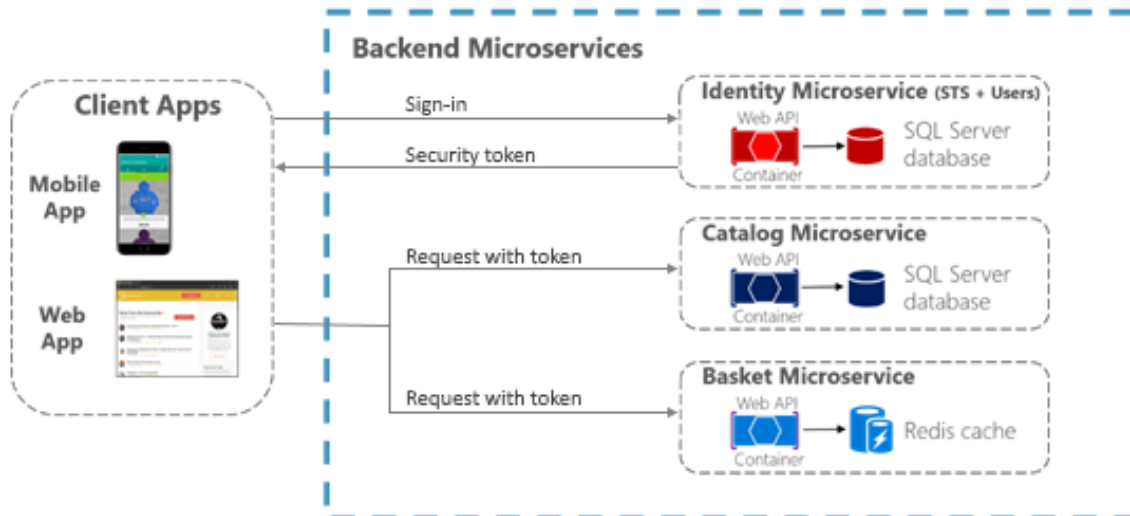 Backend Microservices
Client Apps
Mobile
App
Web
App
Sign-in
Security token
Request with token
Request with token
Identity Microservice (STS + Users)
Web API
Container
SQL Server
database
Catalog Microservice
Web API
Container
SQL Server
database
Basket Microservice
Web API
Container
Redis cache